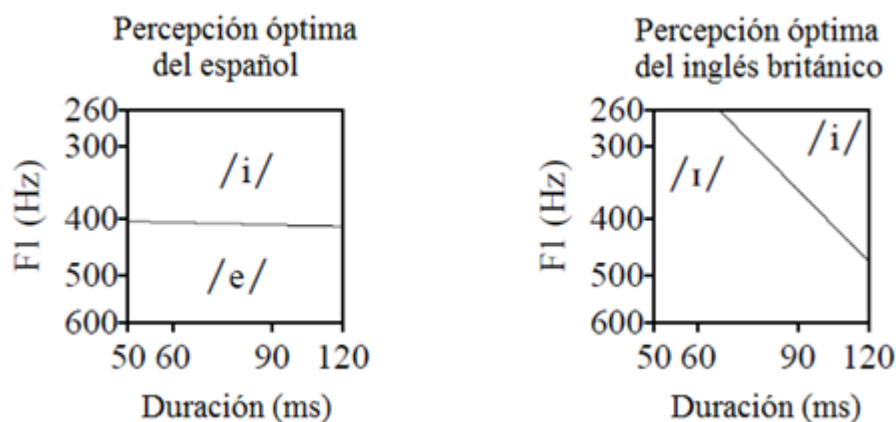 Percepción óptima
del español
260
300
400
500
600
F1 (Hz)
/i/
/e/
50 60 90 120
Duración (ms)
Percepción óptima
del inglés británico
260
300
400
500
600
F1 (Hz)
/ɪ/
/i/
50 60 90 120
Duración (ms)